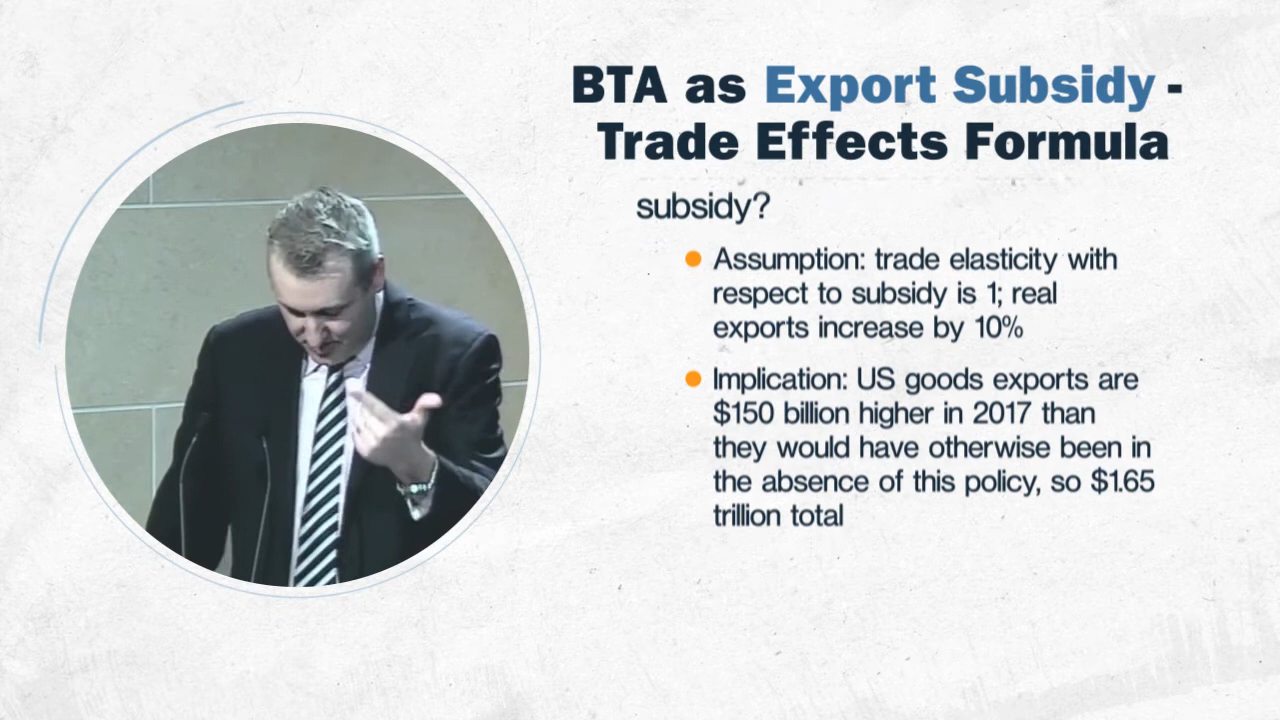 BTA as Export Subsidy -
Trade Effects Formula
subsidy?
Assumption: trade elasticity with
respect to subsidy is 1; real
exports increase by 10%
Implication: US goods exports are
$150 billion higher in 2017 than
they would have otherwise been in
the absence of this policy, so $1.65
trillion total